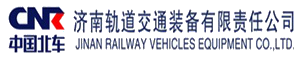 CNR
中国北车
济南轨道交通装备有限责任公司
JINAN RAILWAY VEHICLES EQUIPMENT CO.,LTD.